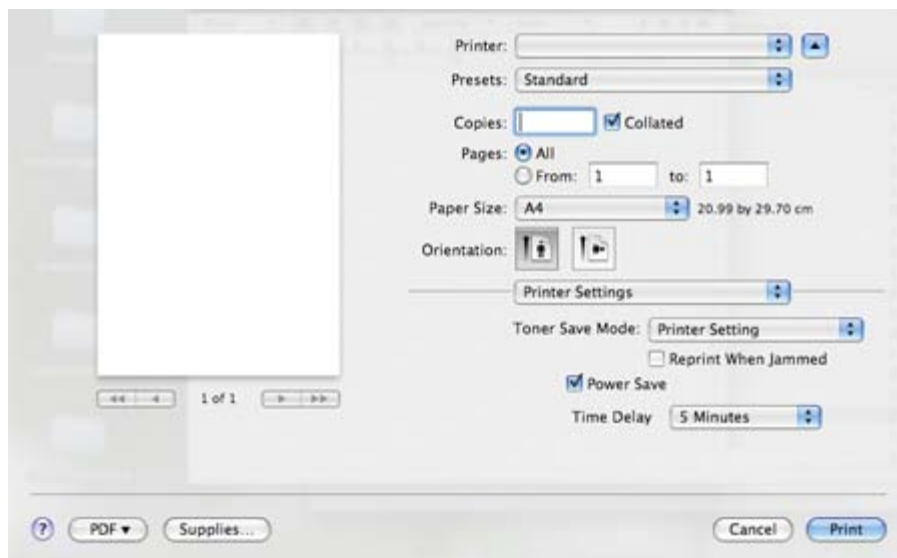 Printer:
Presets: Standard
Copies: Collated
Pages: All
From: 1 to: 1
Paper Size: A4 20.99 by 29.70 cm
Orientation:
Printer Settings
Toner Save Mode: Printer Setting
Reprint When Jammed
Power Save
Time Delay 5 Minutes
1 of 1
? PDF Supplies... Cancel Print